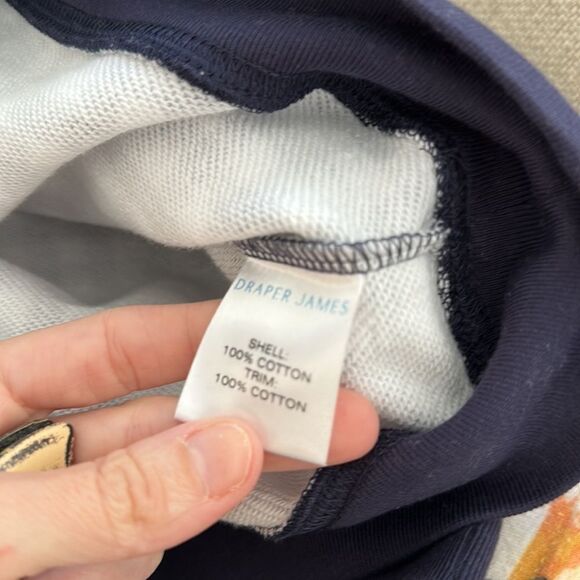 DRAPER JAMES
SHELL:
100% COTTON
TRIM:
100% COTTON